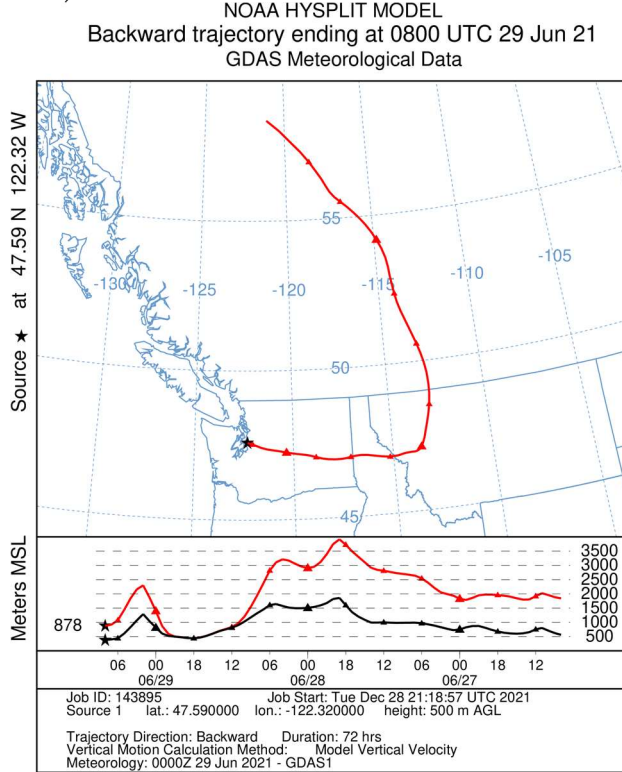 NOAA HYSPLIT MODEL
Backward trajectory ending at 0800 UTC 29 Jun 21
GDAS Meteorological Data
Source ★ at 47.59 N 122.32 W
55
-130
-125
-120
-115
-110
-105
50
45
Meters MSL
878
3500
3000
2500
2000
1500
1000
500
06 00 18 12 06 00 18 12 06 00 18 12
06/29 06/28 06/27
Job ID: 143895 Job Start: Tue Dec 28 21:18:57 UTC 2021
Source 1 lat.: 47.590000 lon.: -122.320000 height: 500 m AGL
Trajectory Direction: Backward Duration: 72 hrs
Vertical Motion Calculation Method: Model Vertical Velocity
Meteorology: 0000Z 29 Jun 2021 - GDAS1